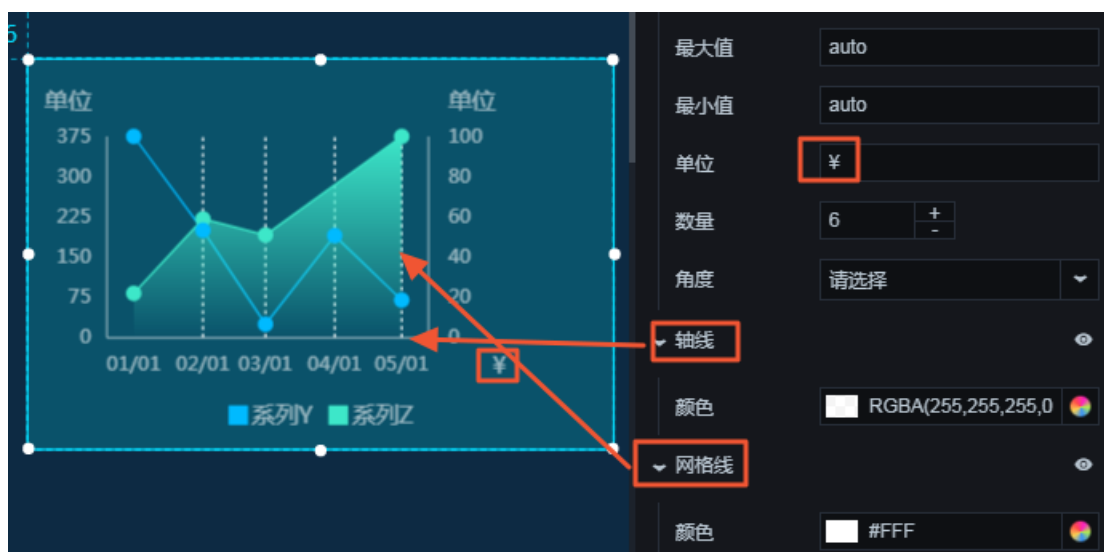 单位 单位
375 100
300 80
225 60
150 40
75 20
0 0
01/01 02/01 03/01 04/01 05/01 ¥
系列Y 系列Z
最大值 auto
最小值 auto
单位 ¥
数量 6 + -
角度 请选择
轴线
颜色 RGBA(255,255,255,0
网格线
颜色 #FFF